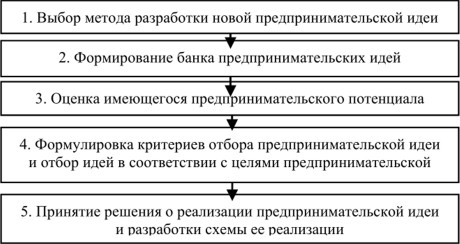 1. Выбор метода разработки новой предпринимательской идеи
2. Формирование банка предпринимательских идей
3. Оценка имеющегося предпринимательского потенциала
4. Формулировка критериев отбора предпринимательской идеи
и отбор идей в соответствии с целями предпринимательской
5. Принятие решения о реализации предпринимательской идеи
и разработки схемы ее реализации